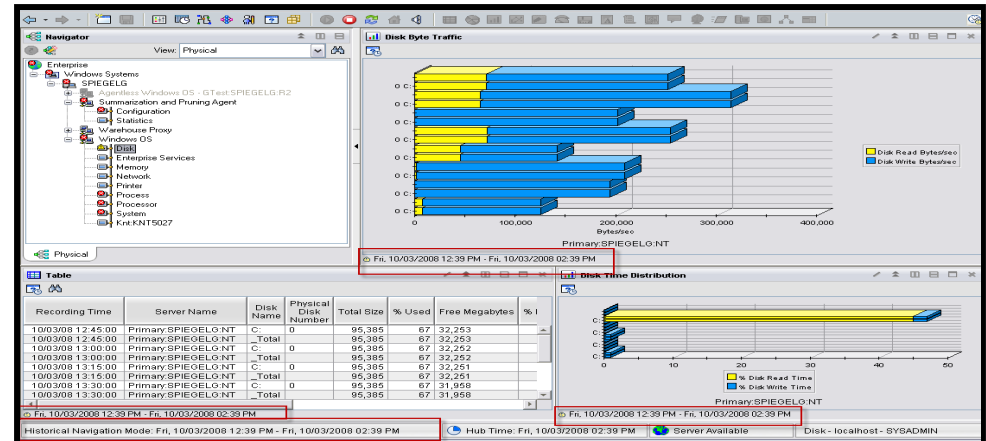 Navigator
View: Physical
Enterprise
Windows Systems
SPIEGELG
Agentless Windows OS - GTest:SPIEGELG:R2
Summarization and Pruning Agent
Configuration
Statistics
Warehouse Proxy
Windows OS
Disk
Enterprise Services
Memory
Network
Printer
Process
Processor
System
Knt:KNT5027
Physical
Disk Byte Traffic
0 C:
0 C:
0 C:
0 C:
0 C:
0 C:
0 C:
0 C:
0 100,000 200,000 300,000 400,000
Bytes/sec
Primary:SPIEGELG:NT
Disk Read Bytes/sec
Disk Write Bytes/sec
Fri, 10/03/2008 12:39 PM - Fri, 10/03/2008 02:39 PM
Table
Recording Time Server Name Disk Name Physical Disk Number Total Size % Used Free Megabytes %
10/03/08 12:45:00 Primary:SPIEGELG:NT C: 0 95,385 67 32,253
10/03/08 12:45:00 Primary:SPIEGELG:NT _Total 95,385 67 32,253
10/03/08 13:00:00 Primary:SPIEGELG:NT C: 0 95,385 67 32,252
10/03/08 13:00:00 Primary:SPIEGELG:NT _Total 95,385 67 32,252
10/03/08 13:15:00 Primary:SPIEGELG:NT C: 0 95,385 67 32,251
10/03/08 13:15:00 Primary:SPIEGELG:NT _Total 95,385 67 32,251
10/03/08 13:30:00 Primary:SPIEGELG:NT C: 0 95,385 67 31,958
10/03/08 13:30:00 Primary:SPIEGELG:NT _Total 95,385 67 31,958
Fri, 10/03/2008 12:39 PM - Fri, 10/03/2008 02:39 PM
Disk Time Distribution
C:
C:
C:
0 10 20 30 40 50
% Disk Read Time
% Disk Write Time
Primary:SPIEGELG:NT
Fri, 10/03/2008 12:39 PM - Fri, 10/03/2008 02:39 PM
Historical Navigation Mode: Fri, 10/03/2008 12:39 PM - Fri, 10/03/2008 02:39 PM
Hub Time: Fri, 10/03/2008 02:39 PM
Server Available
Disk - localhost - SYSADMIN